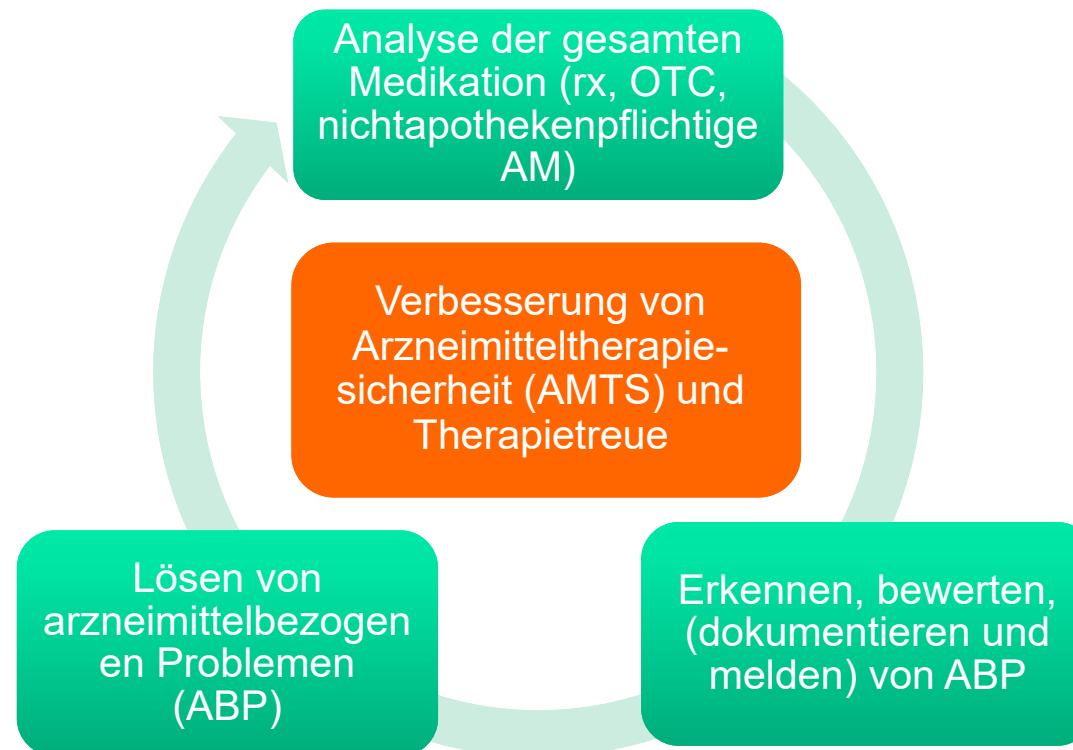 Analyse der gesamten
Medikation (rx, OTC,
nichtapothekenpflichtige
AM)
Verbesserung von
Arzneimitteltherapie-
sicherheit (AMTS) und
Therapietreue
Lösen von
arzneimittelbezogen
en Problemen
(ABP)
Erkennen, bewerten,
(dokumentieren und
melden) von ABP